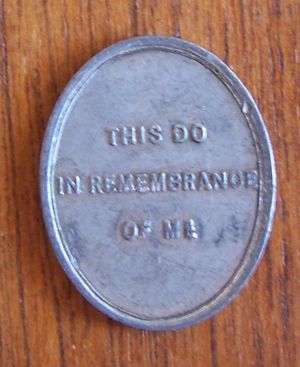 THIS DO
IN REMEMBRANCE
OF ME